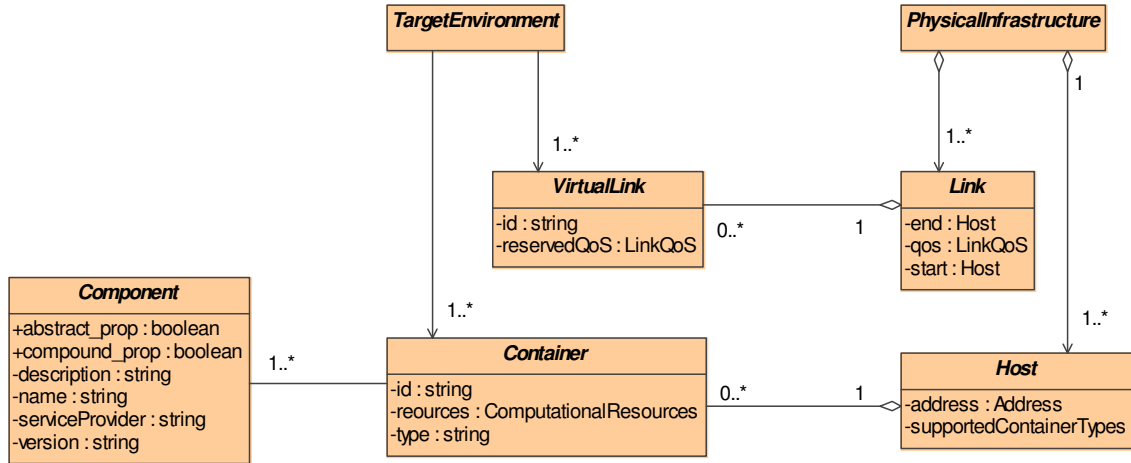 TargetEnvironment
PhysicalInfrastructure
1
1..*
1..*
VirtualLink
-id : string
-reservedQoS : LinkQoS
0..*
1
Link
-end : Host
-qos : LinkQoS
-start : Host
Component
+abstract_prop : boolean
+compound_prop : boolean
-description : string
-name : string
-serviceProvider : string
-version : string
1..*
1..*
1..*
Container
-id : string
-reources : ComputationalResources
-type : string
0..*
1
Host
-address : Address
-supportedContainerTypes